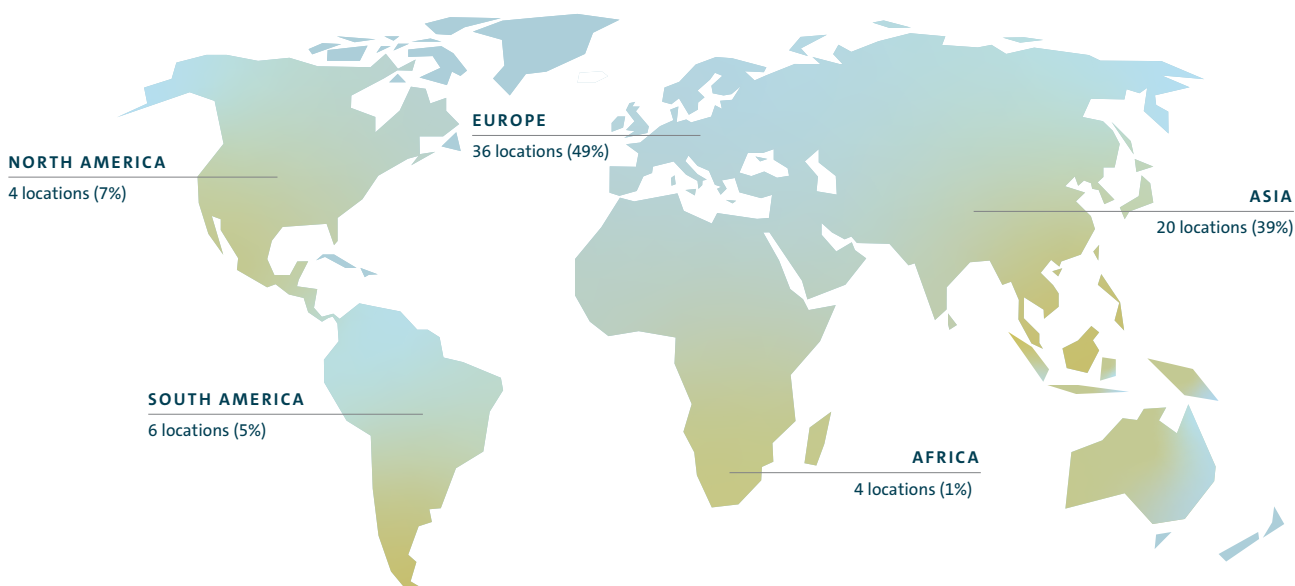 EUROPE
36 locations (49%)
NORTH AMERICA
4 locations (7%)
ASIA
20 locations (39%)
SOUTH AMERICA
6 locations (5%)
AFRICA
4 locations (1%)